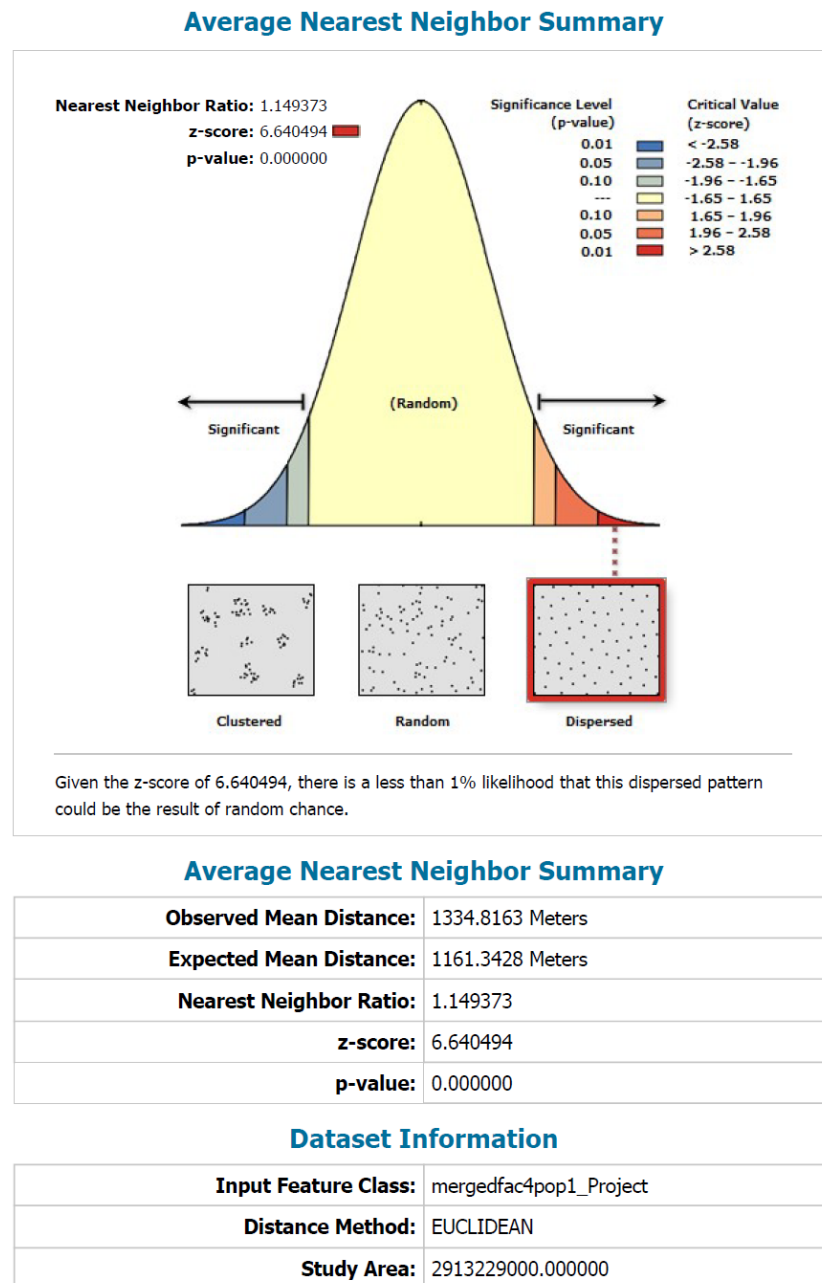 Average Nearest Neighbor Summary
Nearest Neighbor Ratio: 1.149373
z-score: 6.640494
p-value: 0.000000
Significance Level (p-value) Critical Value (z-score)
0.01 < -2.58
0.05 -2.58 – -1.96
0.10 -1.96 – -1.65
--- -1.65 – 1.65
0.10 1.65 – 1.96
0.05 1.96 – 2.58
0.01 > 2.58
(Random)
Significant Significant
Clustered Random Dispersed
Given the z-score of 6.640494, there is a less than 1% likelihood that this dispersed pattern
could be the result of random chance.
Average Nearest Neighbor Summary
Observed Mean Distance: 1334.8163 Meters
Expected Mean Distance: 1161.3428 Meters
Nearest Neighbor Ratio: 1.149373
z-score: 6.640494
p-value: 0.000000
Dataset Information
Input Feature Class: mergedfac4pop1_Project
Distance Method: EUCLIDEAN
Study Area: 2913229000.000000